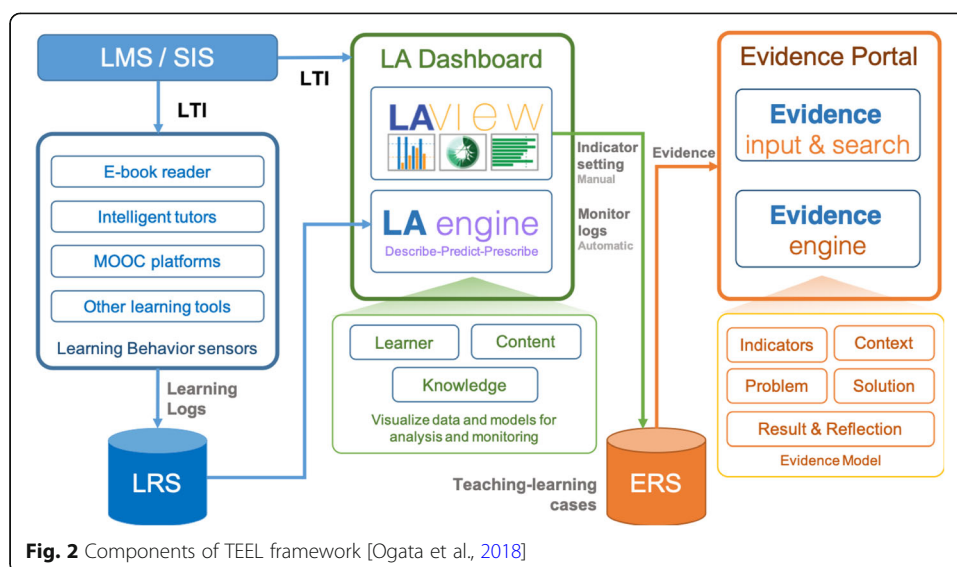 LMS / SIS
LTI
LTI
E-book reader
Intelligent tutors
MOOC platforms
Other learning tools
Learning Behavior sensors
Learning
Logs
LRS
LA Dashboard
LAview
LA engine
Describe-Predict-Prescribe
Learner
Content
Knowledge
Visualize data and models for
analysis and monitoring
Indicator
setting
Manual
Monitor
logs
Automatic
Evidence
Teaching-learning
cases
ERS
Evidence Portal
Evidence
input & search
Evidence
engine
Indicators
Context
Problem
Solution
Result & Reflection
Evidence Model
Fig. 2 Components of TEEL framework [Ogata et al., 2018]